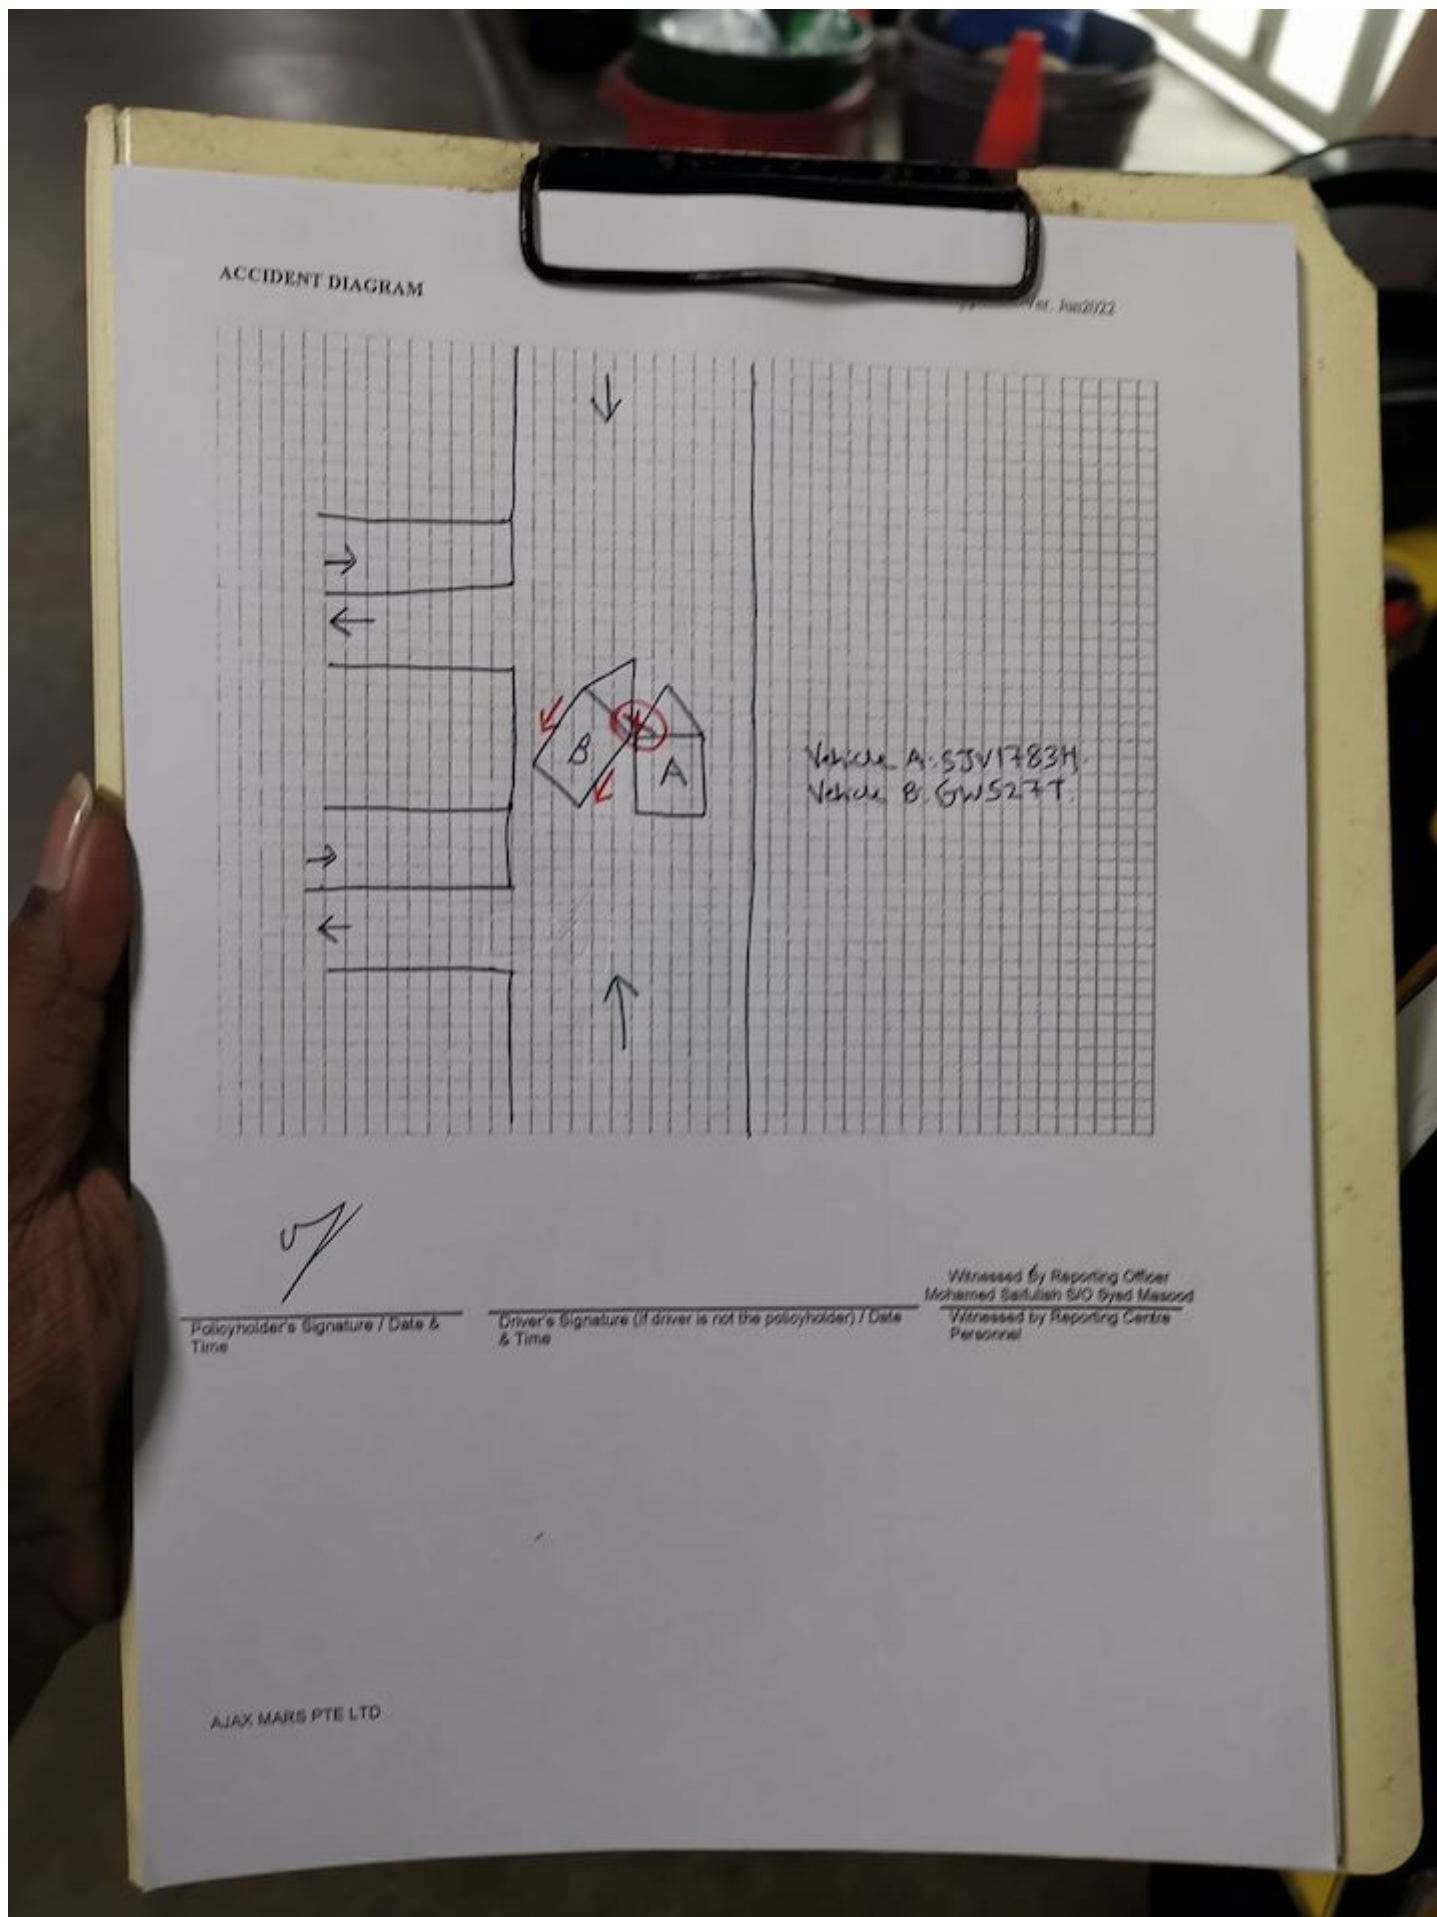 ACCIDENT DIAGRAM
Ver. Jun2022
B
A
Vehicle A: SJV1783H
Vehicle B: GW527T.
Witnessed by Reporting Officer
Mohamed Saifullah S/O Syed Masood
Policyholder's Signature / Date &
Time
Driver's Signature (if driver is not the policyholder) / Date
& Time
Witnessed by Reporting Centre
Personnel
AJAX MARS PTE LTD